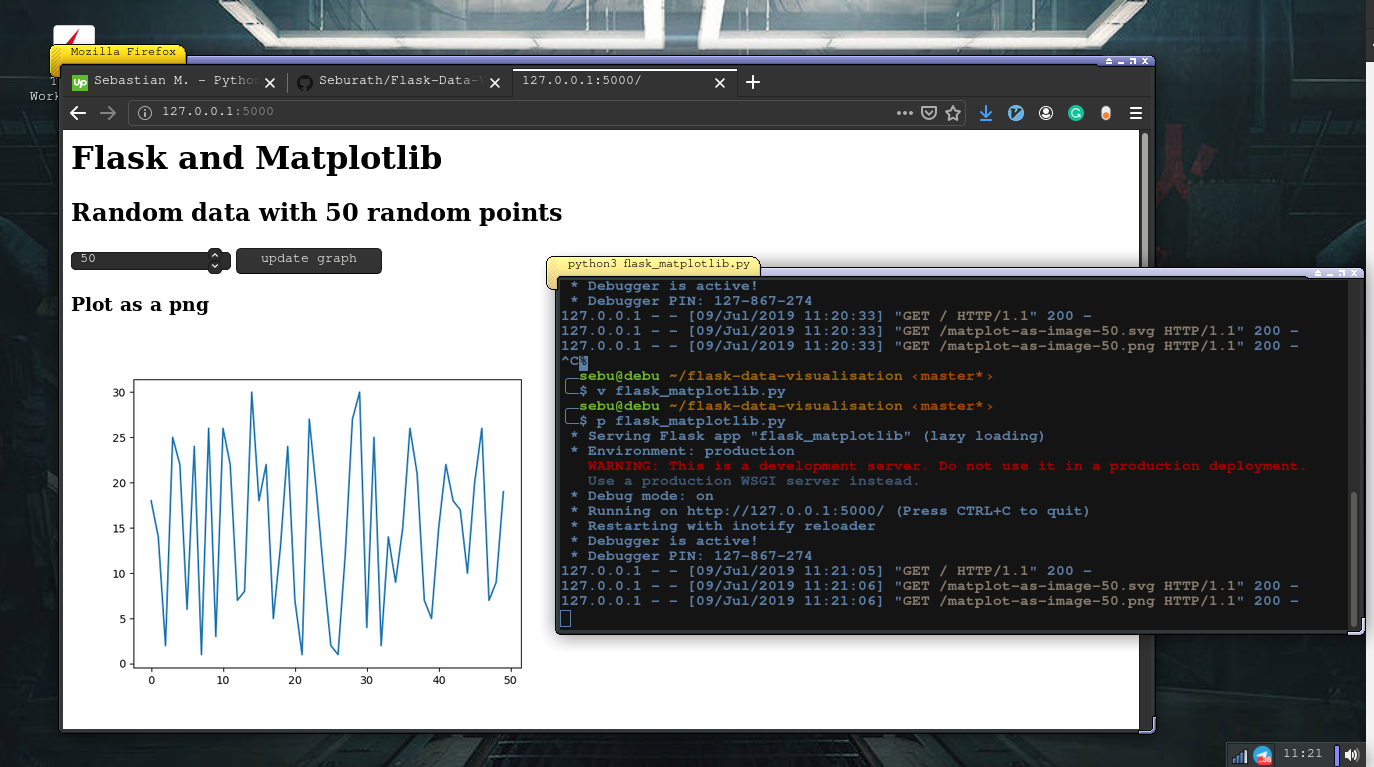 Mozilla Firefox
Work
Up Sebastian M. - Pytho
Seburath/Flask-Data-
127.0.0.1:5000/
127.0.0.1:5000
Flask and Matplotlib
Random data with 50 random points
50
update graph
Plot as a png
30
25
20
15
10
5
0
0 10 20 30 40 50
python3 flask_matplotlib.py
* Debugger is active!
* Debugger PIN: 127-867-274
127.0.0.1 - - [09/Jul/2019 11:20:33] "GET / HTTP/1.1" 200 -
127.0.0.1 - - [09/Jul/2019 11:20:33] "GET /matplot-as-image-50.svg HTTP/1.1" 200 -
127.0.0.1 - - [09/Jul/2019 11:20:33] "GET /matplot-as-image-50.png HTTP/1.1" 200 -
^C%
sebu@debu ~/flask-data-visualisation ‹master*›
$ v flask_matplotlib.py
sebu@debu ~/flask-data-visualisation ‹master*›
$ p flask_matplotlib.py
* Serving Flask app "flask_matplotlib" (lazy loading)
* Environment: production
WARNING: This is a development server. Do not use it in a production deployment.
Use a production WSGI server instead.
* Debug mode: on
* Running on http://127.0.0.1:5000/ (Press CTRL+C to quit)
* Restarting with inotify reloader
* Debugger is active!
* Debugger PIN: 127-867-274
127.0.0.1 - - [09/Jul/2019 11:21:05] "GET / HTTP/1.1" 200 -
127.0.0.1 - - [09/Jul/2019 11:21:06] "GET /matplot-as-image-50.svg HTTP/1.1" 200 -
127.0.0.1 - - [09/Jul/2019 11:21:06] "GET /matplot-as-image-50.png HTTP/1.1" 200 -
11:21